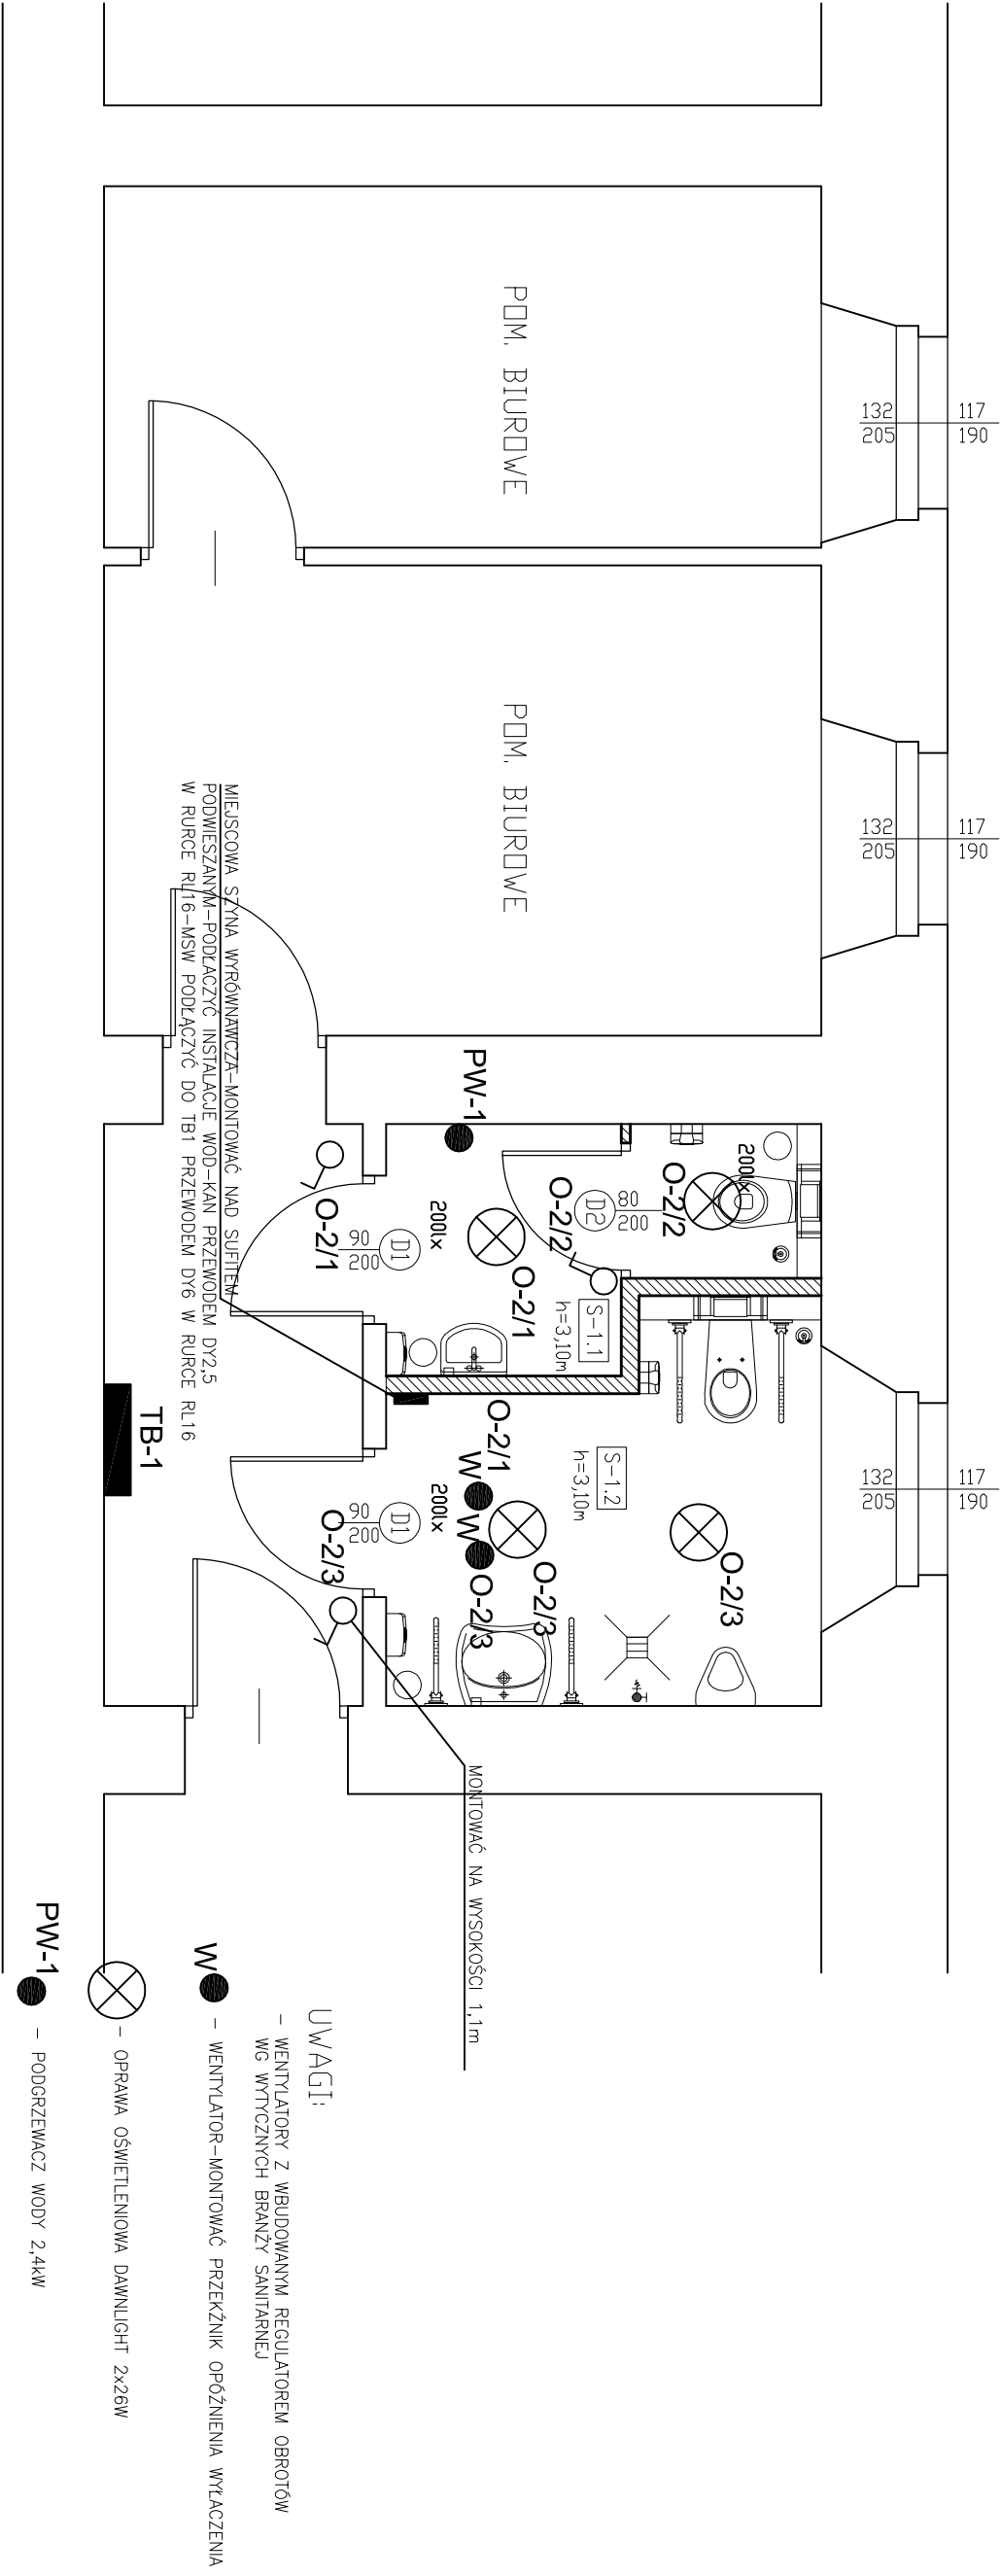 117
190
132
205
117
190
132
205
117
190
132
205
POM. BIUROWE
POM. BIUROWE
200lx
O-2/2
80
200
D2
O-2/2
S-1.1
h=3,10m
O-2/1
PW-1
200lx
D1
90
200
O-2/1
S-1.2
h=3,10m
O-2/3
O-2/3
O-2/1
W
W
O-2/3
200lx
D1
90
200
O-2/3
TB-1
MIEJSCOWA SZYNA WYRÓWNAWCZA-MONTOWAĆ NAD SUFITEM
PODWIESZANYM-PODŁACZYĆ INSTALACJE WOD-KAN PRZEWODEM DY2,5
W RURCE RL16-MSW PODŁĄCZYĆ DO TB1 PRZEWODEM DY6 W RURCE RL16
MONTOWAĆ NA WYSOKOŚCI 1,1m
UWAGI:
- WENTYLATORY Z WBUDOWANYM REGULATOREM OBROTÓW
WG WYTYCZNYCH BRANŻY SANITARNEJ
W - WENTYLATOR-MONTOWAĆ PRZEKŹNIK OPÓŹNIENIA WYŁACZENIA
- OPRAWA OŚWIETLENIOWA DAWNLIGHT 2x26W
PW-1 - PODGRZEWACZ WODY 2,4kW